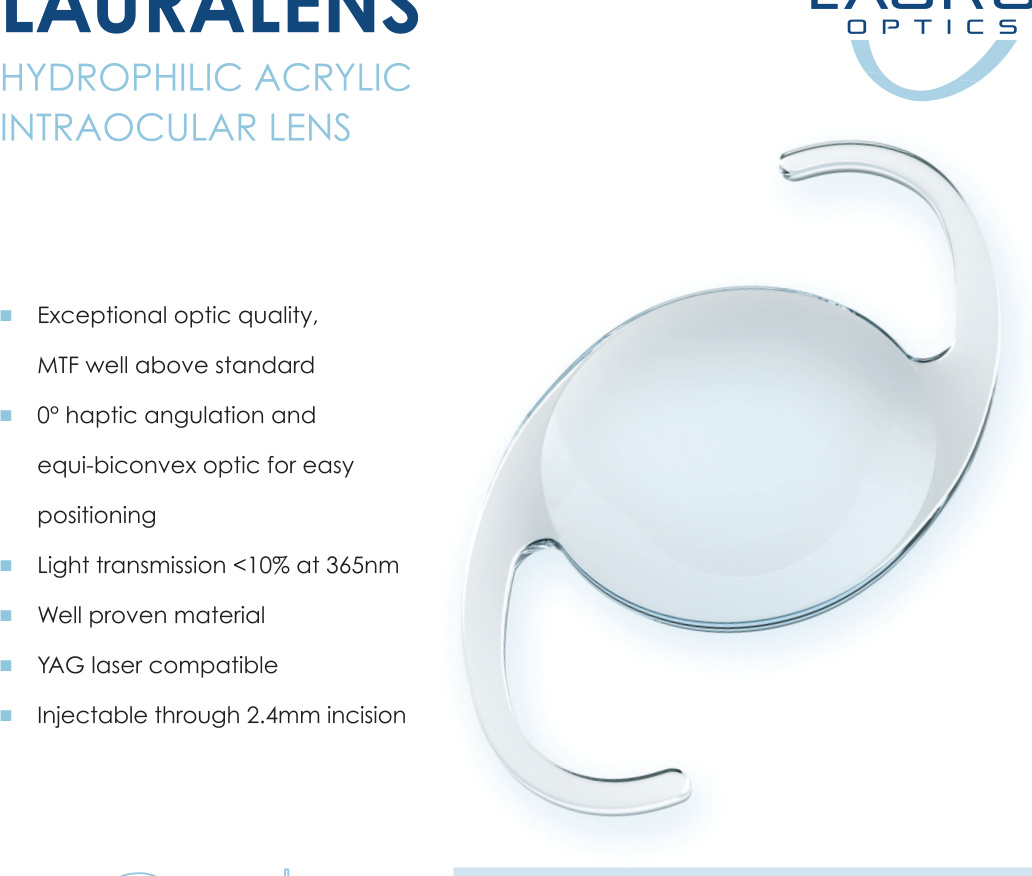 LAURALENS
OPTICS
HYDROPHILIC ACRYLIC
INTRAOCULAR LENS
Exceptional optic quality,
MTF well above standard
0° haptic angulation and
equi-biconvex optic for easy
positioning
Light transmission <10% at 365nm
Well proven material
YAG laser compatible
Injectable through 2.4mm incision